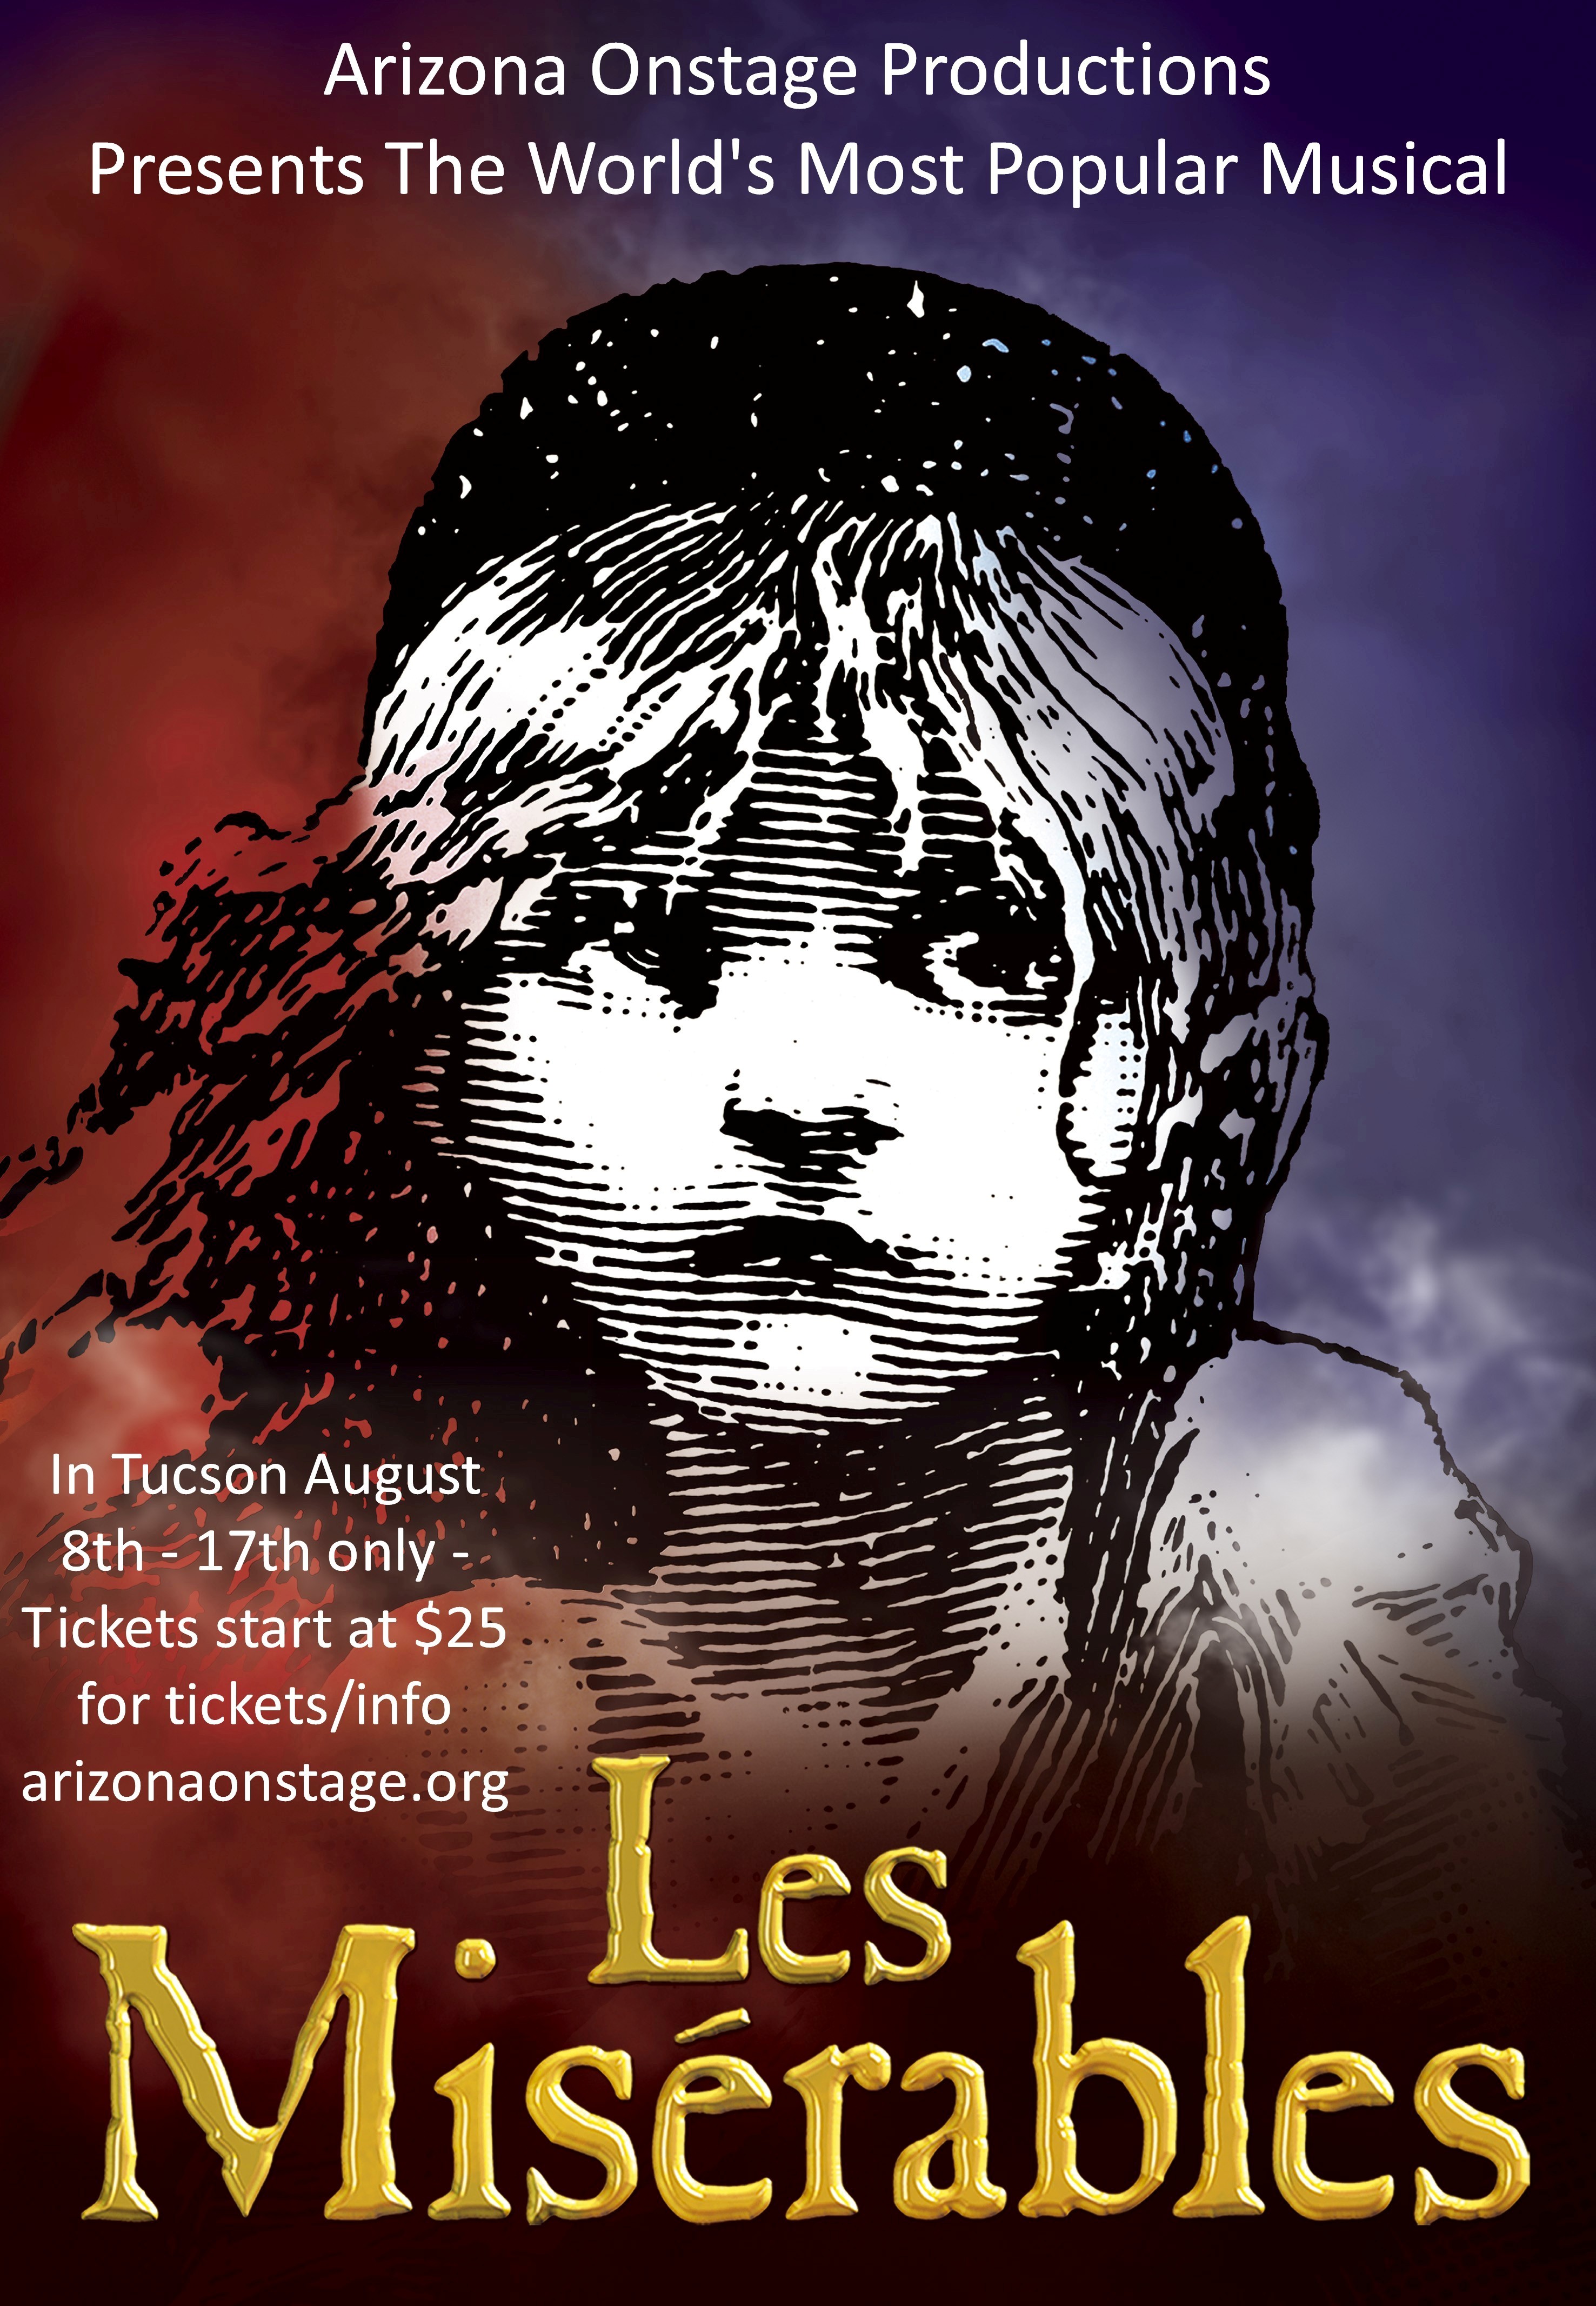 Arizona Onstage Productions
Presents The World's Most Popular Musical
In Tucson August
8th - 17th only -
Tickets start at $25
for tickets/info
arizonaonstage.org
Les
Misérables